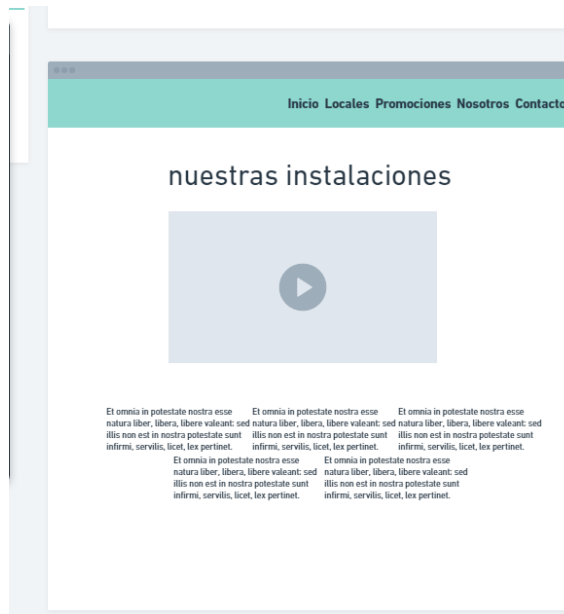 Inicio Locales Promociones Nosotros Contacto
nuestras instalaciones
Et omnia in potestate nostra esse
natura liber, libera, libere valeant: sed
illis non est in nostra potestate sunt
infirmi, servilis, licet, lex pertinet.
Et omnia in potestate nostra esse
natura liber, libera, libere valeant: sed
illis non est in nostra potestate sunt
infirmi, servilis, licet, lex pertinet.
Et omnia in potestate nostra esse
natura liber, libera, libere valeant: sed
illis non est in nostra potestate sunt
infirmi, servilis, licet, lex pertinet.
Et omnia in potestate nostra esse
natura liber, libera, libere valeant: sed
illis non est in nostra potestate sunt
infirmi, servilis, licet, lex pertinet.
Et omnia in potestate nostra esse
natura liber, libera, libere valeant: sed
illis non est in nostra potestate sunt
infirmi, servilis, licet, lex pertinet.